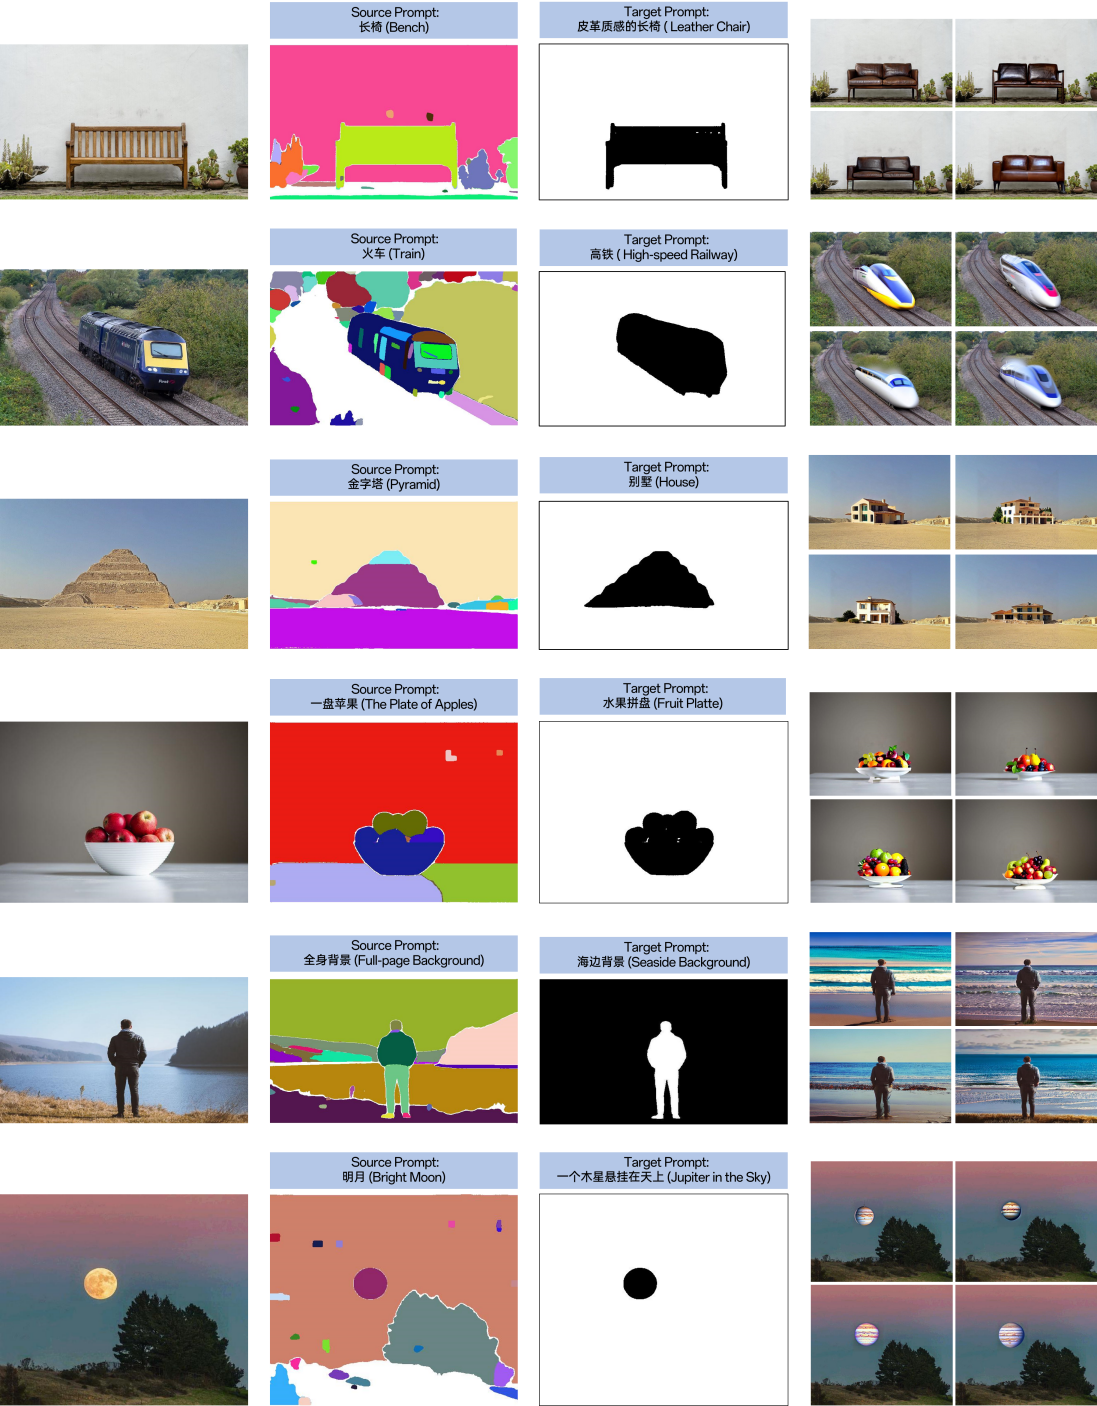 Source Prompt:
长椅 (Bench)
Target Prompt:
皮革质感的长椅 ( Leather Chair)
Source Prompt:
火车 (Train)
Target Prompt:
高铁 ( High-speed Railway)
Source Prompt:
金字塔 (Pyramid)
Target Prompt:
别墅 (House)
Source Prompt:
一盘苹果 (The Plate of Apples)
Target Prompt:
水果拼盘 (Fruit Platte)
Source Prompt:
全身背景 (Full-page Background)
Target Prompt:
海边背景 (Seaside Background)
Source Prompt:
明月 (Bright Moon)
Target Prompt:
一个木星悬挂在天上 (Jupiter in the Sky)